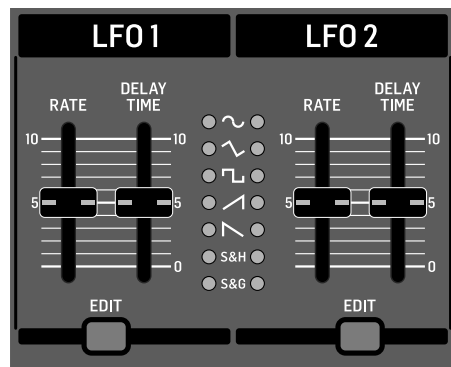 LFO 1 LFO 2
RATE DELAY TIME RATE DELAY TIME
10 10 10 10
5 5 5 5
S&H
0 0
S&G
EDIT EDIT